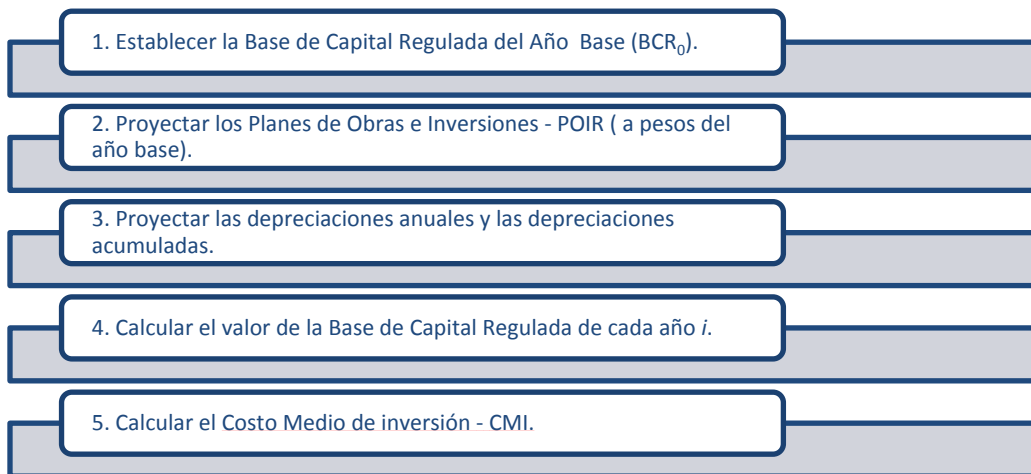 1. Establecer la Base de Capital Regulada del Año  Base (BCR₀).
2. Proyectar los Planes de Obras e Inversiones - POIR ( a pesos del
año base).
3. Proyectar las depreciaciones anuales y las depreciaciones
acumuladas.
4. Calcular el valor de la Base de Capital Regulada de cada año i.
5. Calcular el Costo Medio de inversión - CMI.